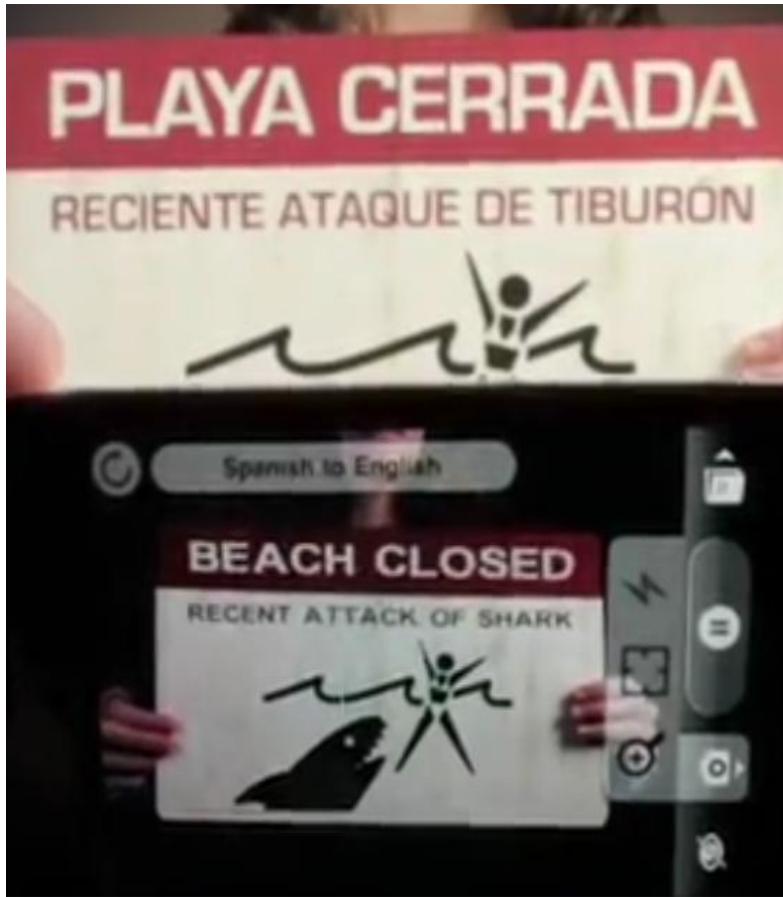 PLAYA CERRADA
RECIENTE ATAQUE DE TIBURÓN
Spanish to English
BEACH CLOSED
RECENT ATTACK OF SHARK